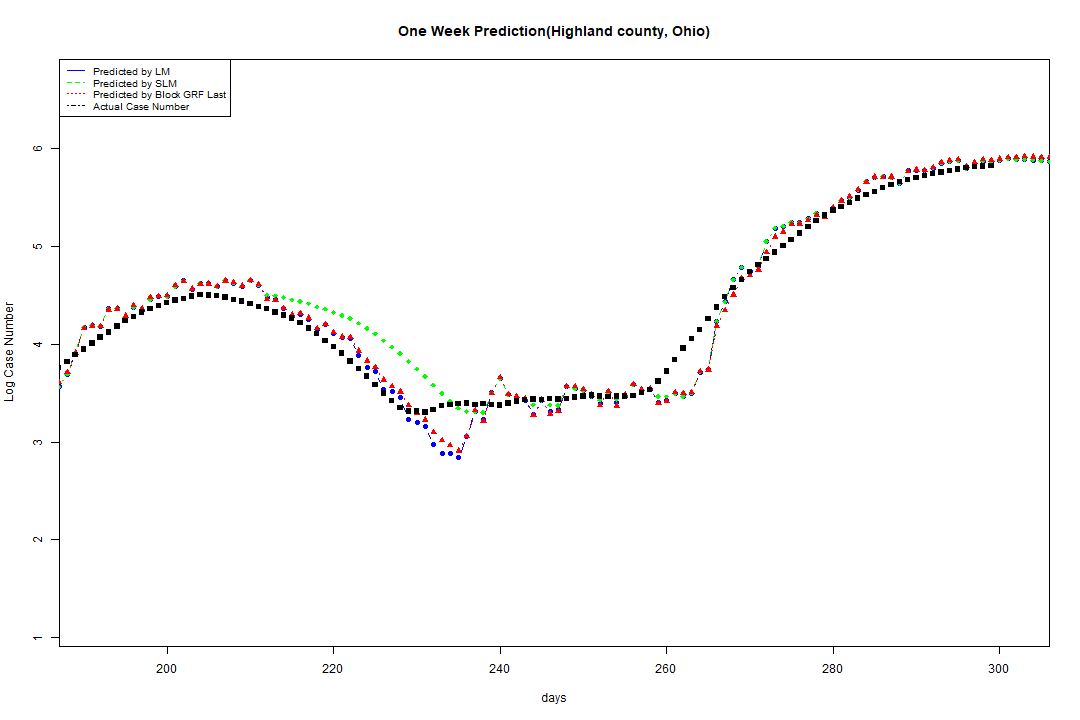 One Week Prediction(Highland county, Ohio)
Predicted by LM
Predicted by SLM
Predicted by Block GRF Last
Actual Case Number
Log Case Number
6
5
4
3
2
1
200 220 240 260 280 300
days